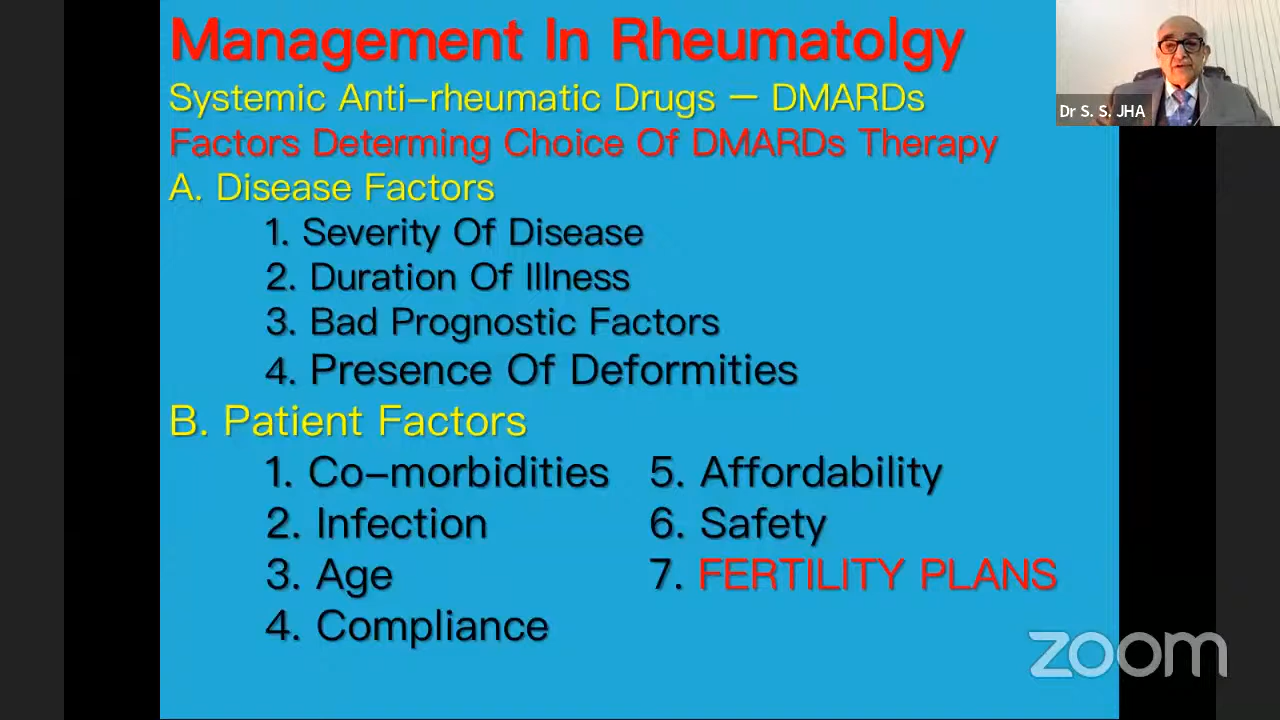 Management In Rheumatolgy
Systemic Anti-rheumatic Drugs – DMARDs
Factors Determing Choice Of DMARDs Therapy
A. Disease Factors
1. Severity Of Disease
2. Duration Of Illness
3. Bad Prognostic Factors
4. Presence Of Deformities
B. Patient Factors
1. Co-morbidities
2. Infection
3. Age
4. Compliance
5. Affordability
6. Safety
7. FERTILITY PLANS
Dr S. S. JHA
zoom